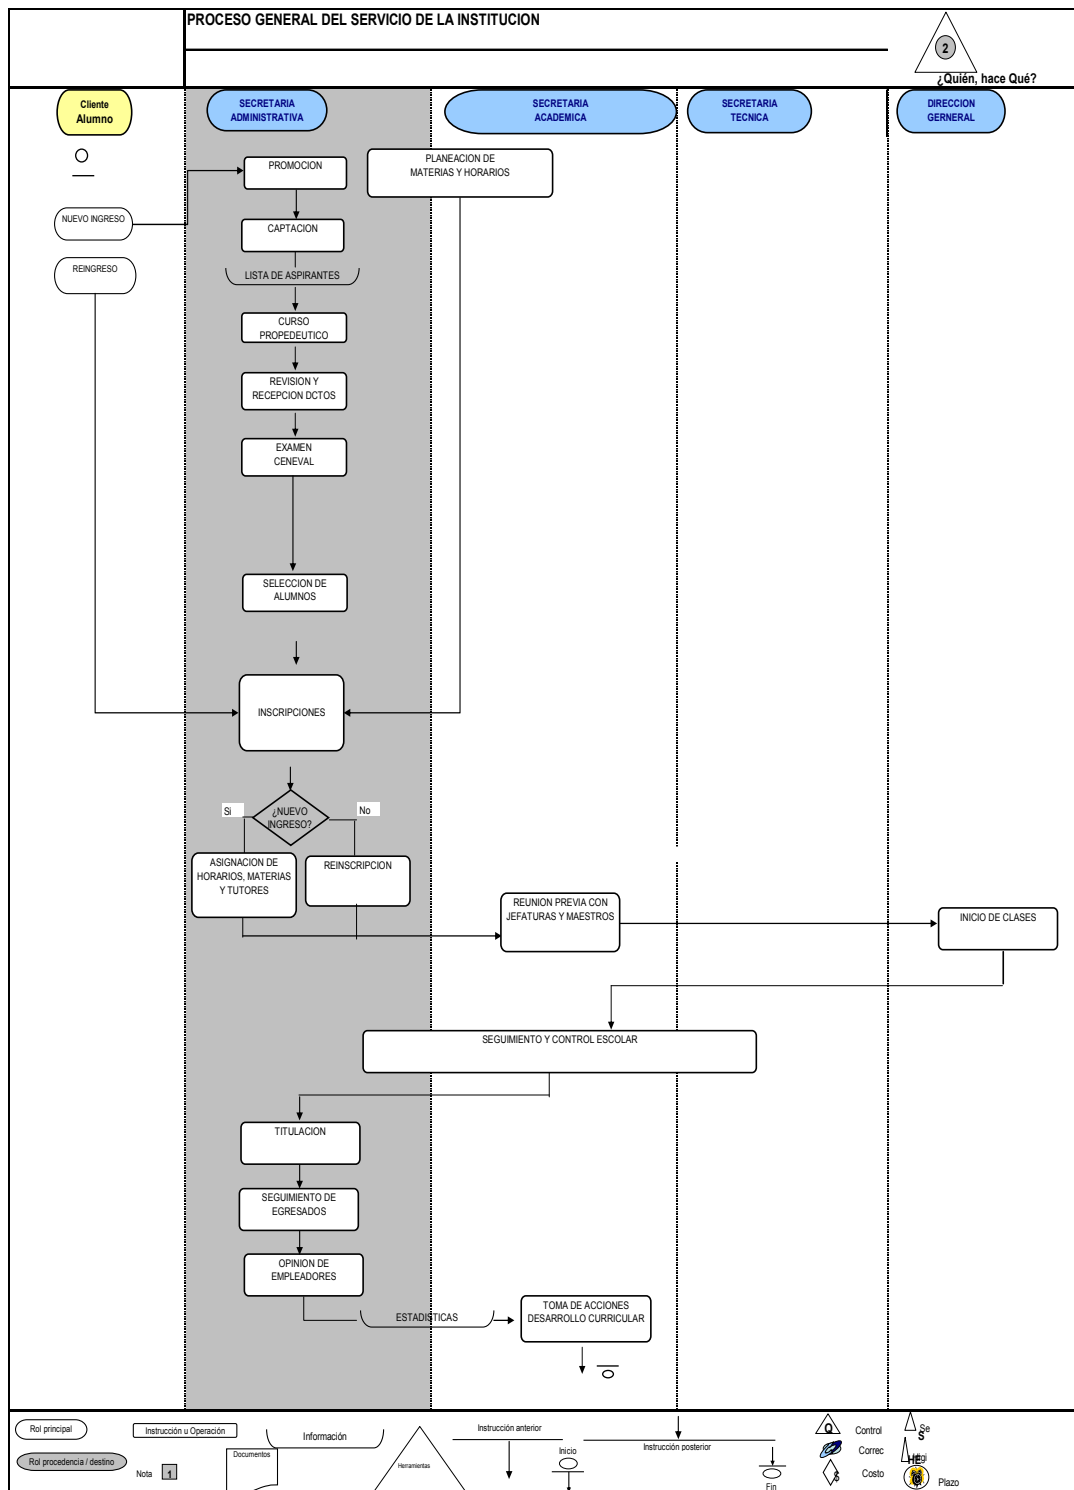 PROCESO GENERAL DEL SERVICIO DE LA INSTITUCION
2
¿Quién, hace Qué?
Cliente
Alumno
SECRETARIA
ADMINISTRATIVA
SECRETARIA
ACADEMICA
SECRETARIA
TECNICA
DIRECCION
GERNERAL
PROMOCION
PLANEACION DE
MATERIAS Y HORARIOS
NUEVO INGRESO
CAPTACION
REINGRESO
LISTA DE ASPIRANTES
CURSO
PROPEDEUTICO
REVISION Y
RECEPCION DCTOS
EXAMEN
CENEVAL
SELECCION DE
ALUMNOS
INSCRIPCIONES
Si
¿NUEVO
INGRESO?
No
ASIGNACION DE
HORARIOS, MATERIAS
Y TUTORES
REINSCRIPCION
REUNION PREVIA CON
JEFATURAS Y MAESTROS
INICIO DE CLASES
SEGUIMIENTO Y CONTROL ESCOLAR
TITULACION
SEGUIMIENTO DE
EGRESADOS
OPINION DE
EMPLEADORES
ESTADISTICAS
TOMA DE ACCIONES
DESARROLLO CURRICULAR
Rol principal
Instrucción u Operación
Información
Instrucción anterior
Instrucción posterior
Q
Control
Se
S
Rol procedencia / destino
Nota
1
Documentos
Herramientas
Inicio
Fin
Correc
HE
$
Costo
Plazo